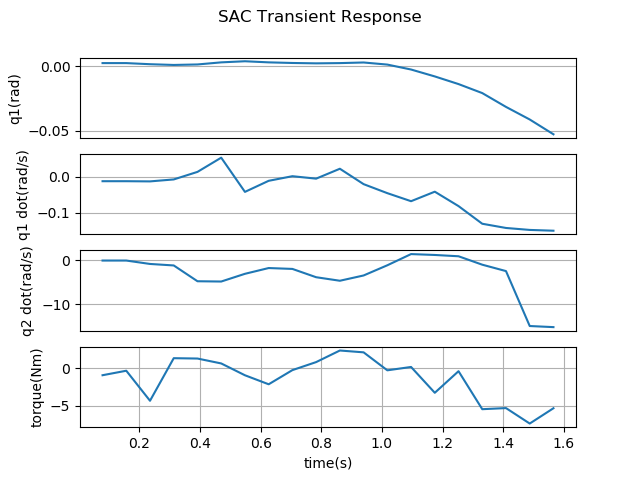 SAC Transient Response
q1(rad)
0.00
−0.05
q1 dot(rad/s)
0.0
−0.1
q2 dot(rad/s)
0
−10
torque(Nm)
0
−5
0.2 0.4 0.6 0.8 1.0 1.2 1.4 1.6
time(s)